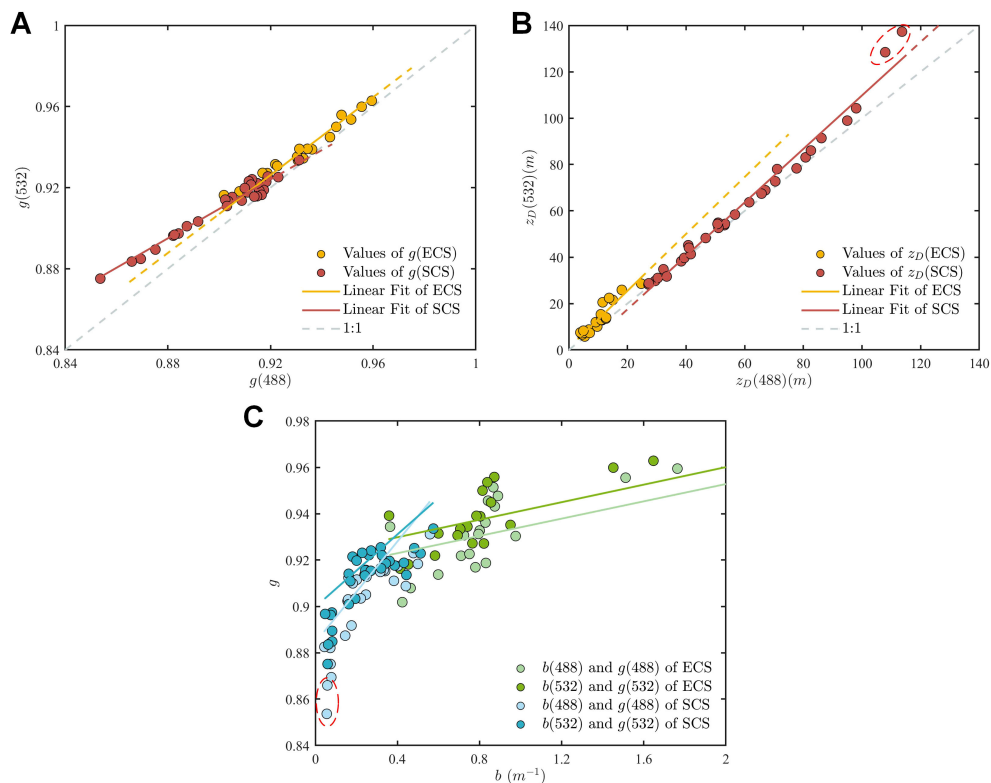 A
1
0.96
0.92
0.88
0.84
g(532)
Values of g(ECS)
Values of g(SCS)
Linear Fit of ECS
Linear Fit of SCS
1:1
0.84
0.88
0.92
0.96
1
g(488)
B
140
120
100
80
60
40
20
0
z_D(532)(m)
Values of z_D(ECS)
Values of z_D(SCS)
Linear Fit of ECS
Linear Fit of SCS
1:1
0
20
40
60
80
100
120
140
z_D(488)(m)
C
0.98
0.96
0.94
0.92
0.9
0.88
0.86
0.84
g
b(488) and g(488) of ECS
b(532) and g(532) of ECS
b(488) and g(488) of SCS
b(532) and g(532) of SCS
0
0.4
0.8
1.2
1.6
2
b (m⁻¹)